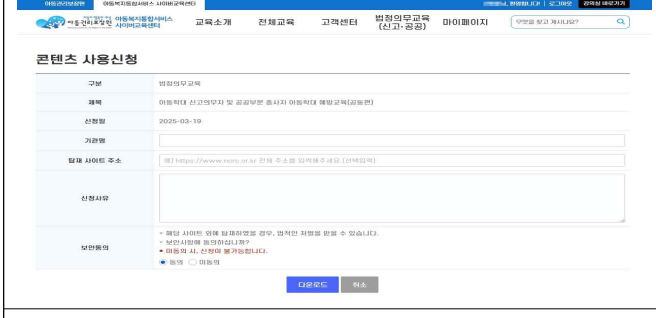 아동권리보장원 아동복지통합서비스 사이버교육센터
님, 환영합니다! | 로그아웃 강의실 바로가기
아동권리보장원 아동복지통합서비스 사이버교육센터
교육소개 전체교육 고객센터 법정의무교육 (신고·공공) 마이페이지 무엇을 찾고 계시나요?
콘텐츠 사용신청
구분 법정의무교육
제목 아동학대 신고의무자 및 공공부문 종사자 아동학대 예방교육(공통편)
신청일 2025-03-19
기관명
탑재 사이트 주소 예) https://www.ncrc.or.kr 전체 주소를 입력해주세요.(선택입력)
신청사유
보안동의
- 해당 사이트 외에 탑재하였을 경우, 법적인 처벌을 받을 수 있습니다.
- 보안사항에 동의하십니까?
• 미동의 시, 신청이 불가능합니다.
동의 미동의
다운로드 취소